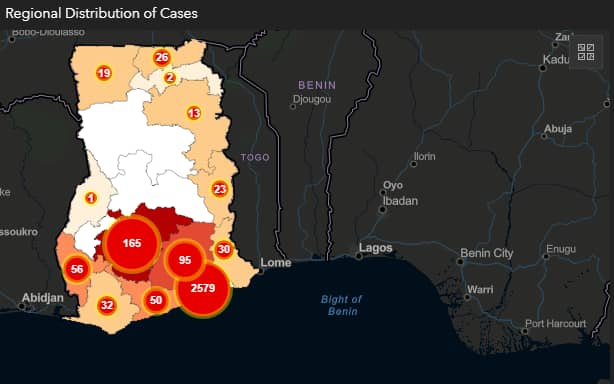 Regional Distribution of Cases
Bobo-Dioulasso
Kadu
26
19
2
BENIN
Djougou
13
Abuja
TOGO
Ilorin
23
Oyo
Ibadan
1
ssoukro
165
Lagos
30
95
Benin City
Enugu
56
Lome
2579
Warri
Abidjan
32
50
Bight of
Benin
Port Harcourt